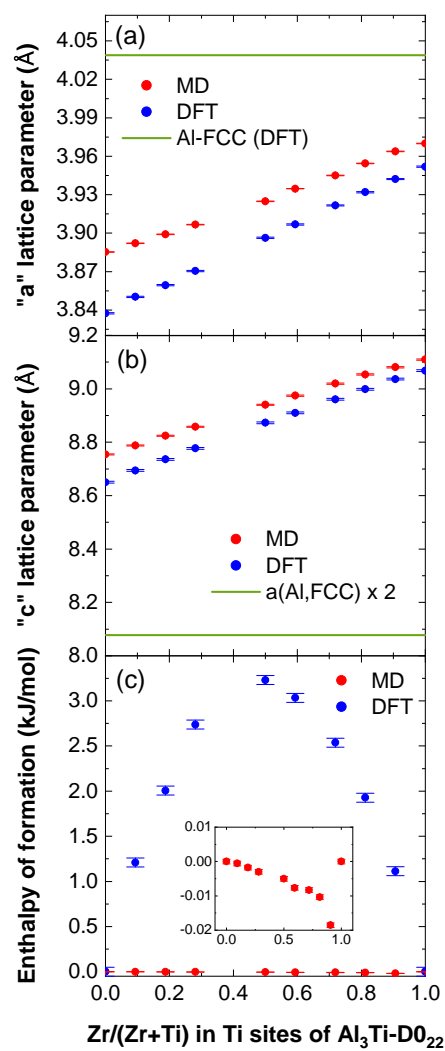 (a)
4.05
4.02
3.99
3.96
3.93
3.90
3.87
3.84
"a" lattice parameter (Å)
MD
DFT
Al-FCC (DFT)
(b)
9.2
9.0
8.8
8.6
8.4
8.2
8.0
"c" lattice parameter (Å)
MD
DFT
a(Al,FCC) x 2
(c)
3.0
2.5
2.0
1.5
1.0
0.5
0.0
Enthalpy of formation (kJ/mol)
MD
DFT
0.01
0.00
-0.01
-0.02
0.0 0.5 1.0
0.0 0.2 0.4 0.6 0.8 1.0
Zr/(Zr+Ti) in Ti sites of Al₃Ti-D0₂₂